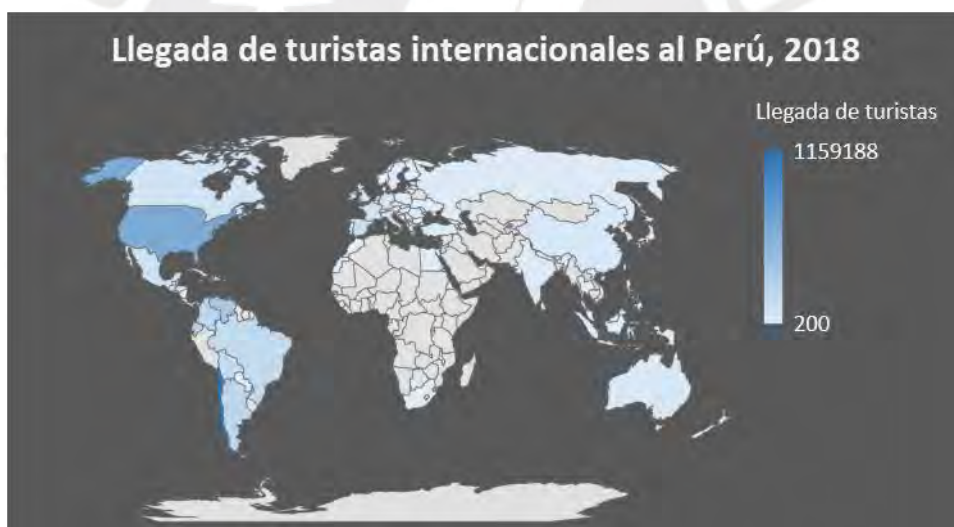 Llegada de turistas internacionales al Perú, 2018
Llegada de turistas
1159188
200